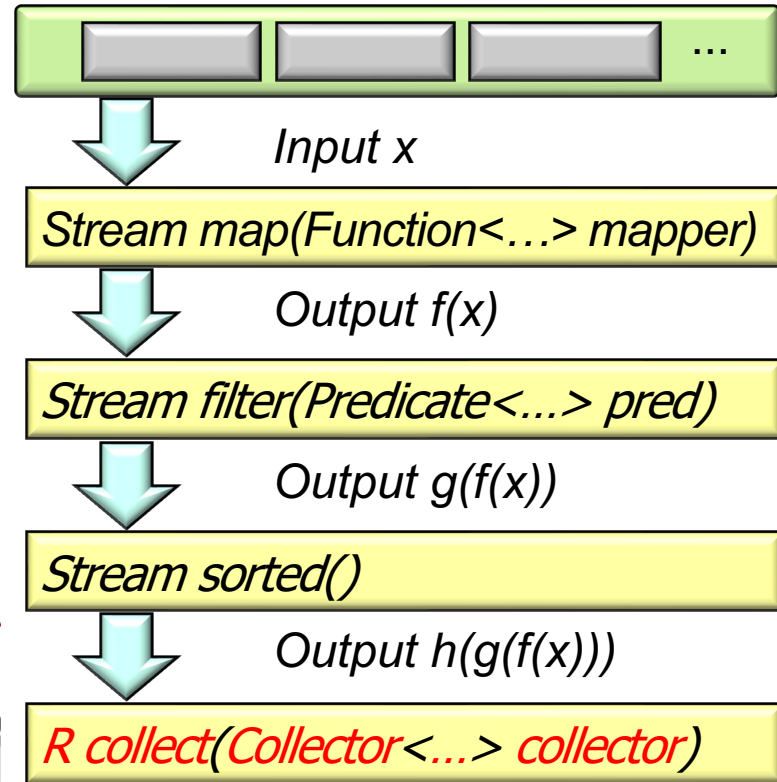 ...
Input x
Stream map(Function<…> mapper)
Output f(x)
Stream filter(Predicate<...> pred)
Output g(f(x))
Stream sorted()
Output h(g(f(x)))
R collect(Collector<...> collector)